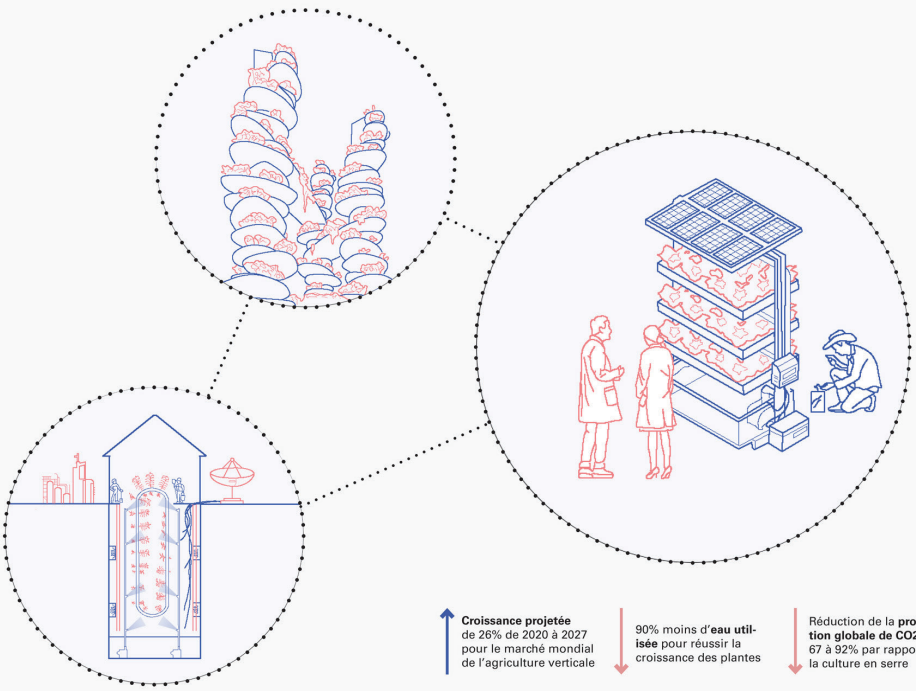 Croissance projetée
de 26% de 2020 à 2027
pour le marché mondial
de l'agriculture verticale
90% moins d'eau util-
isée pour réussir la
croissance des plantes
Réduction de la pro
tion globale de CO2
67 à 92% par rappo
la culture en serre